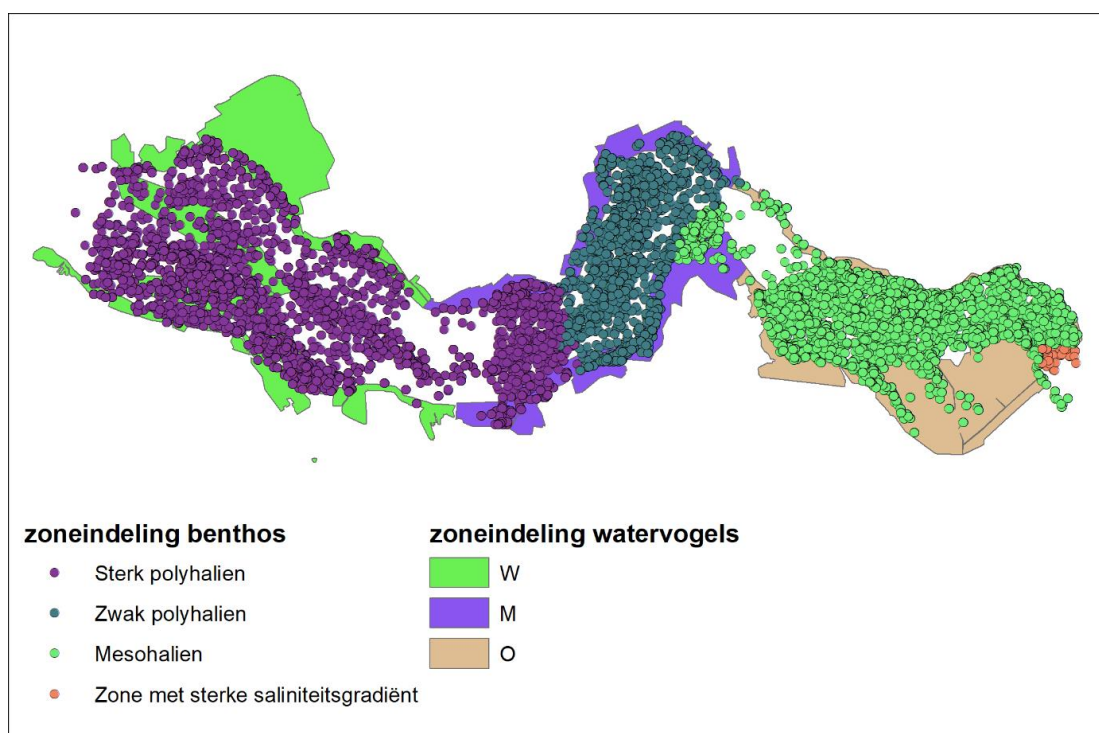 zoneindeling benthos
Sterk polyhalien
Zwak polyhalien
Mesohalien
Zone met sterke saliniteitsgradiënt
zoneindeling watervogels
W
M
O